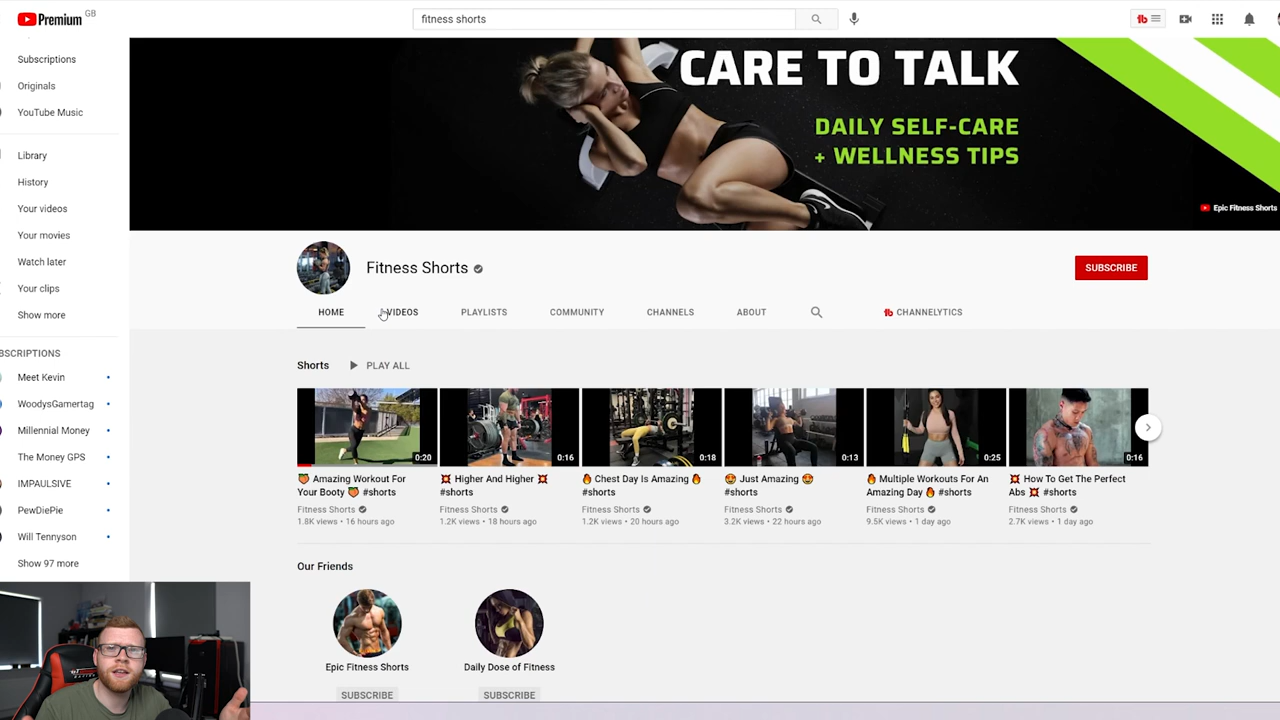 Premium GB
fitness shorts
Subscriptions
Originals
YouTube Music
Library
History
Your videos
Your movies
Watch later
Your clips
Show more
BSCRIPTIONS
Meet Kevin
WoodysGamertag
Millennial Money
The Money GPS
IMPAULSIVE
PewDiePie
Will Tennyson
Show 97 more
CARE TO TALK
DAILY SELF-CARE
+ WELLNESS TIPS
Epic Fitness Shorts
Fitness Shorts
SUBSCRIBE
HOME VIDEOS PLAYLISTS COMMUNITY CHANNELS ABOUT tb CHANNELYTICS
Shorts PLAY ALL
0:20 0:16 0:18 0:13 0:25 0:16
🍑 Amazing Workout For
Your Booty 🍑 #shorts
Fitness Shorts
1.8K views • 16 hours ago
💥 Higher And Higher 💥
#shorts
Fitness Shorts
1.2K views • 18 hours ago
🔥 Chest Day Is Amazing 🔥
#shorts
Fitness Shorts
1.2K views • 20 hours ago
😍 Just Amazing 😍
#shorts
Fitness Shorts
3.2K views • 22 hours ago
🔥 Multiple Workouts For An
Amazing Day 🔥 #shorts
Fitness Shorts
9.5K views • 1 day ago
💥 How To Get The Perfect
Abs 💥 #shorts
Fitness Shorts
2.7K views • 1 day ago
Our Friends
Epic Fitness Shorts
SUBSCRIBE
Daily Dose of Fitness
SUBSCRIBE